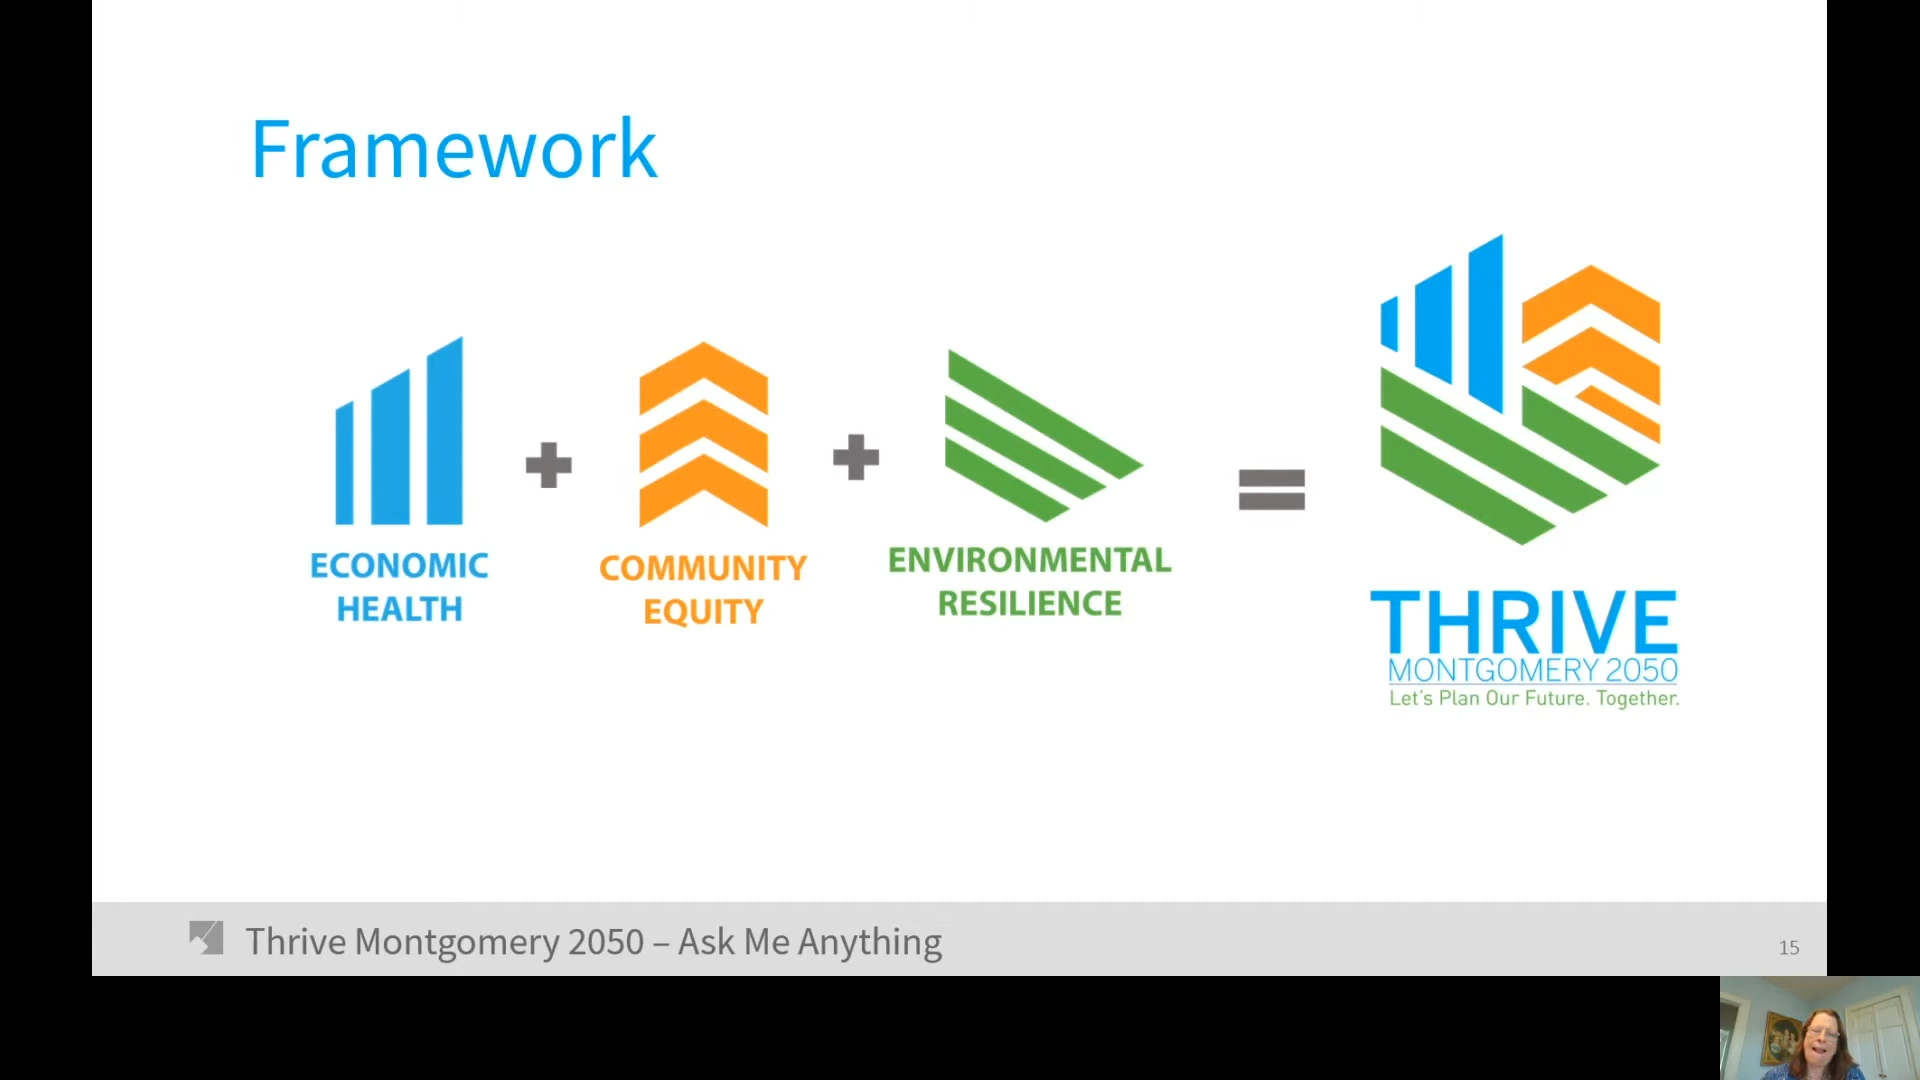 Framework
ECONOMIC
HEALTH
COMMUNITY
EQUITY
ENVIRONMENTAL
RESILIENCE
THRIVE
MONTGOMERY 2050
Let's Plan Our Future. Together.
Thrive Montgomery 2050 – Ask Me Anything
15